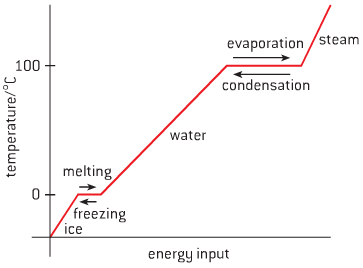 steam
evaporation
100
condensation
temperature/°C
water
melting
0
freezing
ice
energy input